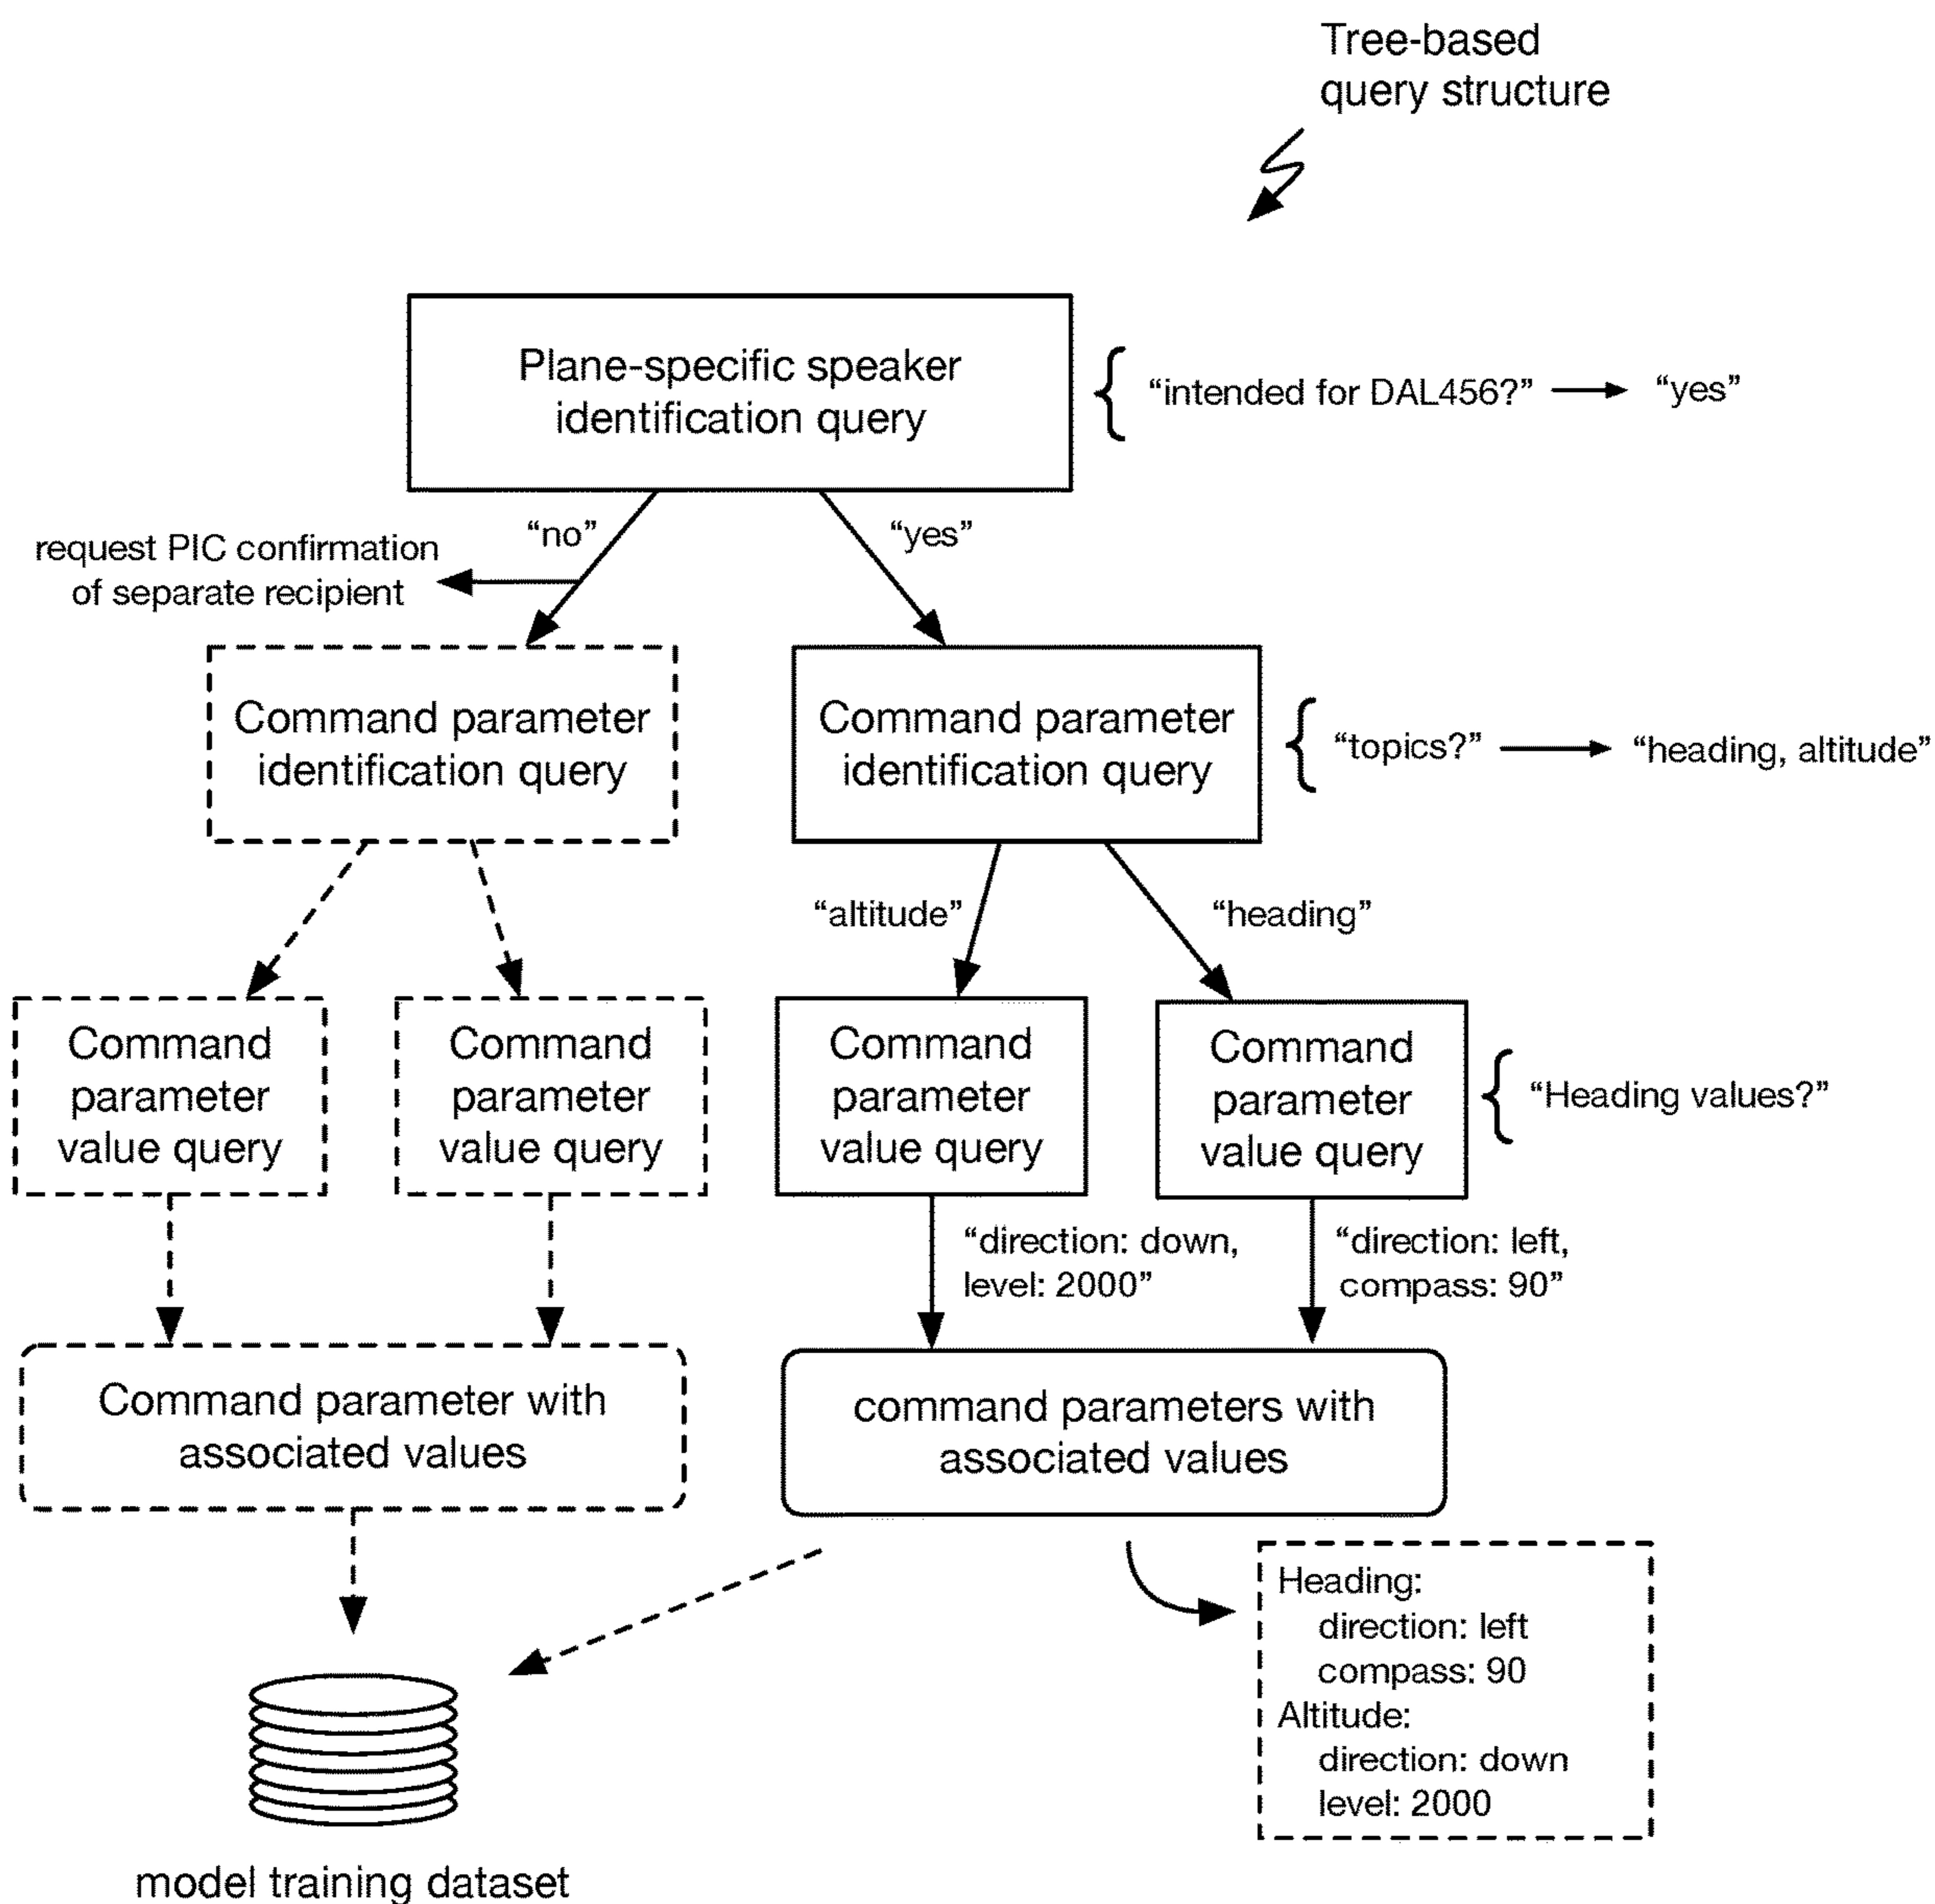 Tree-based
query structure
Plane-specific speaker
identification query
“intended for DAL456?” “yes”
“no”
“yes”
request PIC confirmation
of separate recipient
Command parameter
identification query
Command parameter
identification query
“topics?” “heading, altitude”
“altitude”
“heading”
Command
parameter
value query
Command
parameter
value query
Command
parameter
value query
Command
parameter
value query
“Heading values?”
“direction: down,
level: 2000”
“direction: left,
compass: 90”
Command parameter with
associated values
command parameters with
associated values
Heading:
direction: left
compass: 90
Altitude:
direction: down
level: 2000
model training dataset